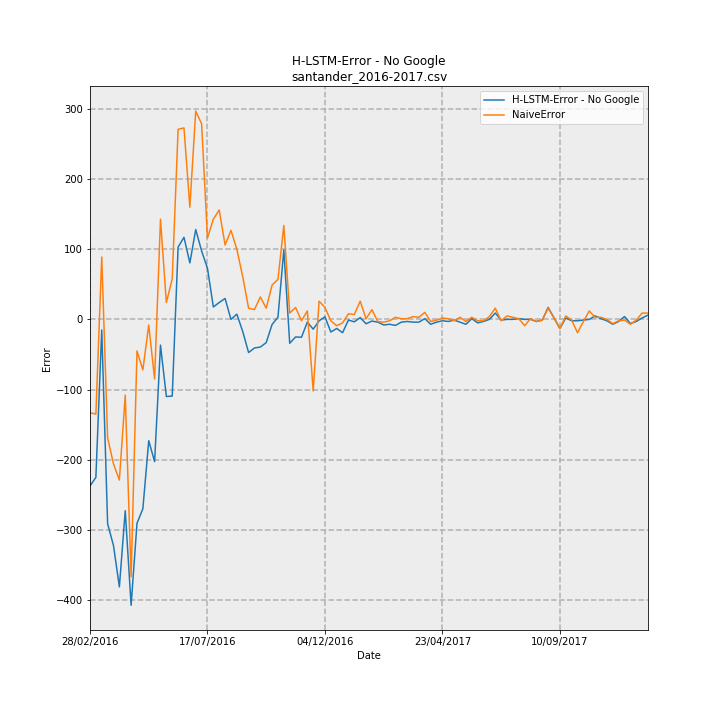 H-LSTM-Error - No Google
santander_2016-2017.csv
H-LSTM-Error - No Google
NaiveError
300
200
100
0
−100
−200
−300
−400
Error
28/02/2016
17/07/2016
04/12/2016
23/04/2017
10/09/2017
Date